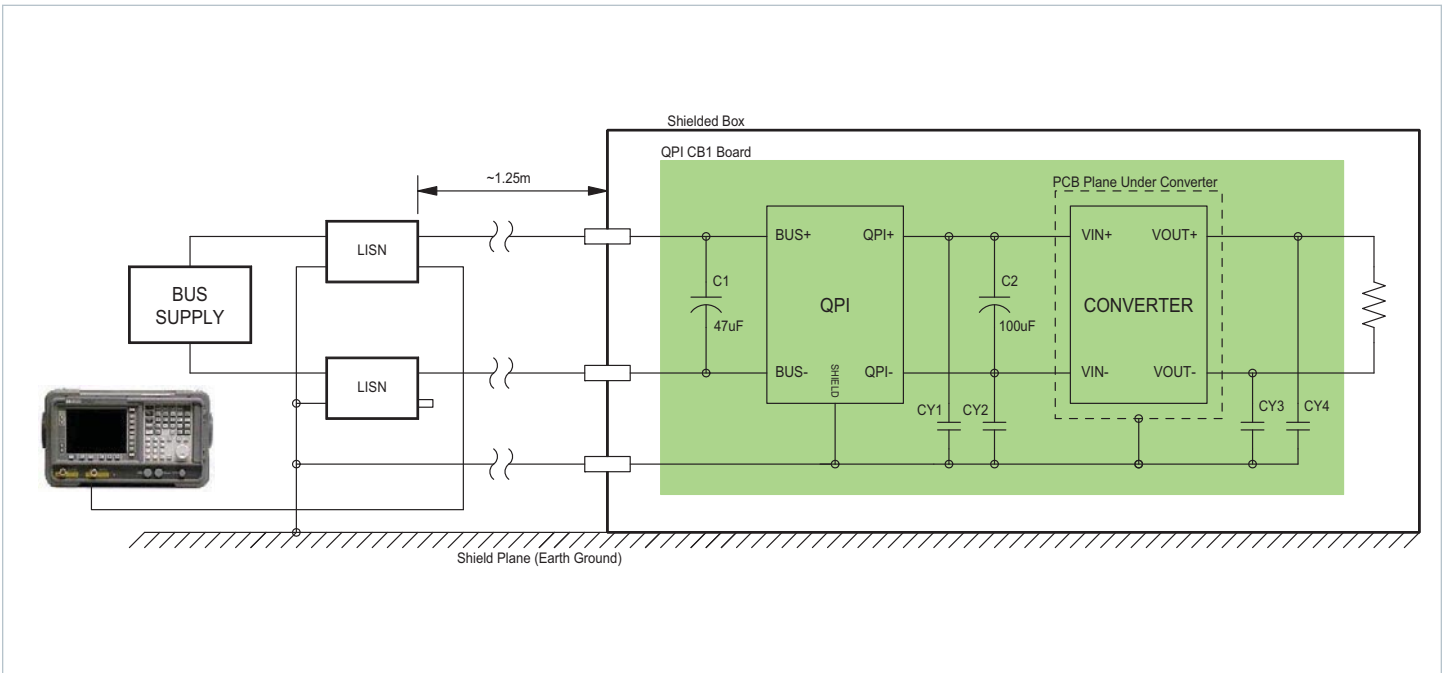 Shielded Box
QPI CB1 Board
~1.25m
PCB Plane Under Converter
LISN
BUS+
QPI+
VIN+
VOUT+
BUS
SUPPLY
C1
47uF
QPI
C2
100uF
CONVERTER
LISN
BUS-
SHIELD
QPI-
VIN-
VOUT-
CY1
CY2
CY3
CY4
Shield Plane (Earth Ground)